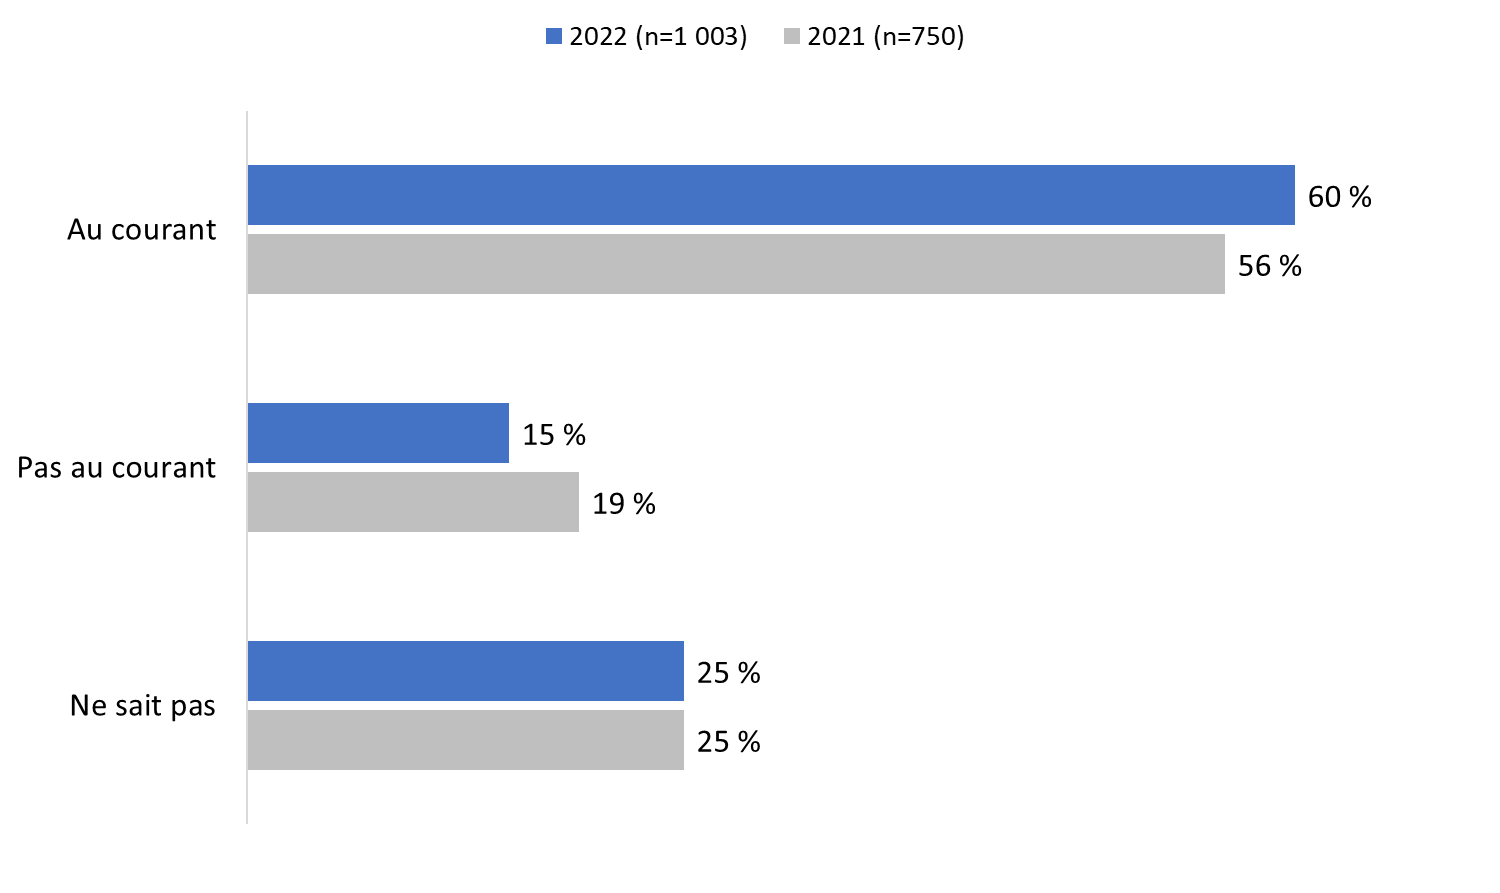 2022 (n=1 003) 2021 (n=750)
Au courant
60 %
56 %
Pas au courant
15 %
19 %
Ne sait pas
25 %
25 %